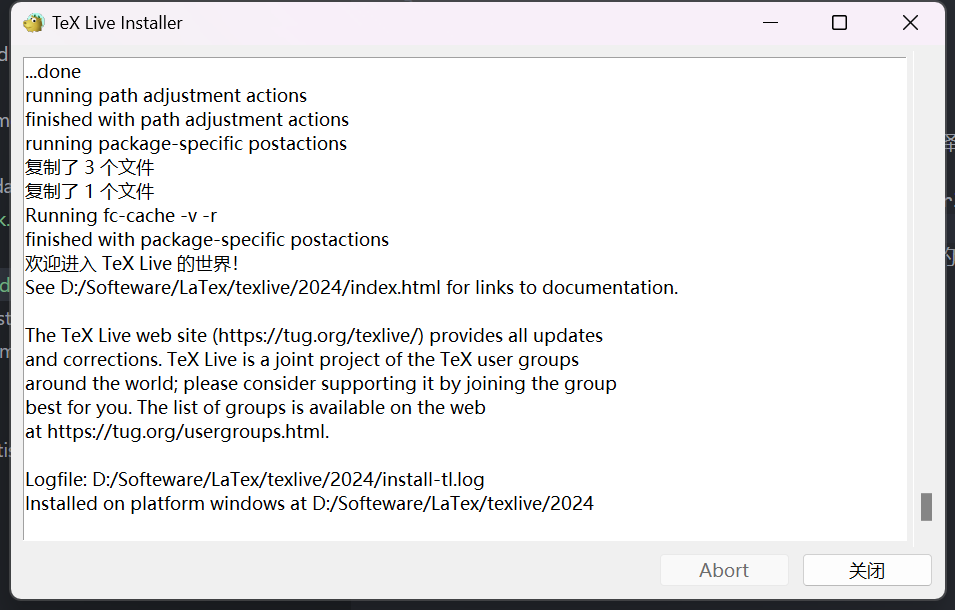 TeX Live Installer
...done
running path adjustment actions
finished with path adjustment actions
running package-specific postactions
复制了 3 个文件
复制了 1 个文件
Running fc-cache -v -r
finished with package-specific postactions
欢迎进入 TeX Live 的世界！
See D:/Softeware/LaTex/texlive/2024/index.html for links to documentation.
The TeX Live web site (https://tug.org/texlive/) provides all updates
and corrections. TeX Live is a joint project of the TeX user groups
around the world; please consider supporting it by joining the group
best for you. The list of groups is available on the web
at https://tug.org/usergroups.html.
Logfile: D:/Softeware/LaTex/texlive/2024/install-tl.log
Installed on platform windows at D:/Softeware/LaTex/texlive/2024
Abort
关闭